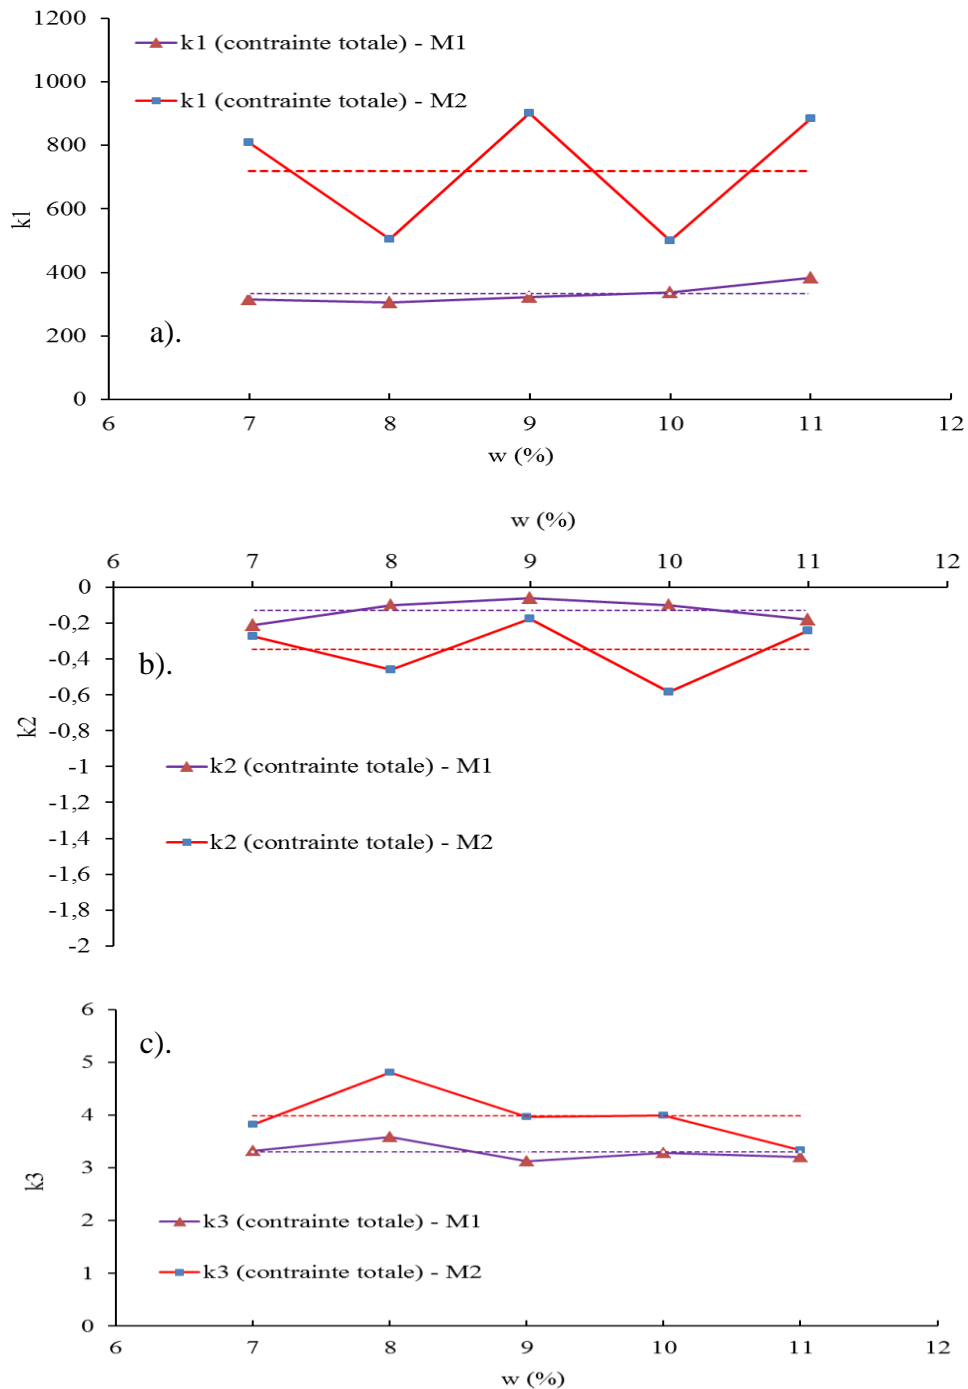 1200
k1 (contrainte totale) - M1
1000
k1 (contrainte totale) - M2
800
600
k1
400
a).
200
0
6 7 8 9 10 11 12
w (%)
w (%)
6 7 8 9 10 11 12
0
-0,2
-0,4
b).
-0,6
k2
-0,8
k2 (contrainte totale) - M1
-1
-1,2
k2 (contrainte totale) - M2
-1,4
-1,6
-1,8
-2
6
c).
5
4
3
k3
k3 (contrainte totale) - M1
2
k3 (contrainte totale) - M2
1
0
6 7 8 9 10 11 12
w (%)